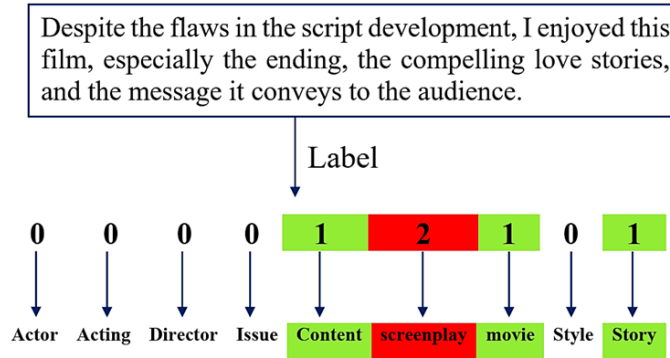 Despite the flaws in the script development, I enjoyed this
film, especially the ending, the compelling love stories,
and the message it conveys to the audience.
Label
0 0 0 0 1 2 1 0 1
Actor Acting Director Issue Content screenplay movie Style Story